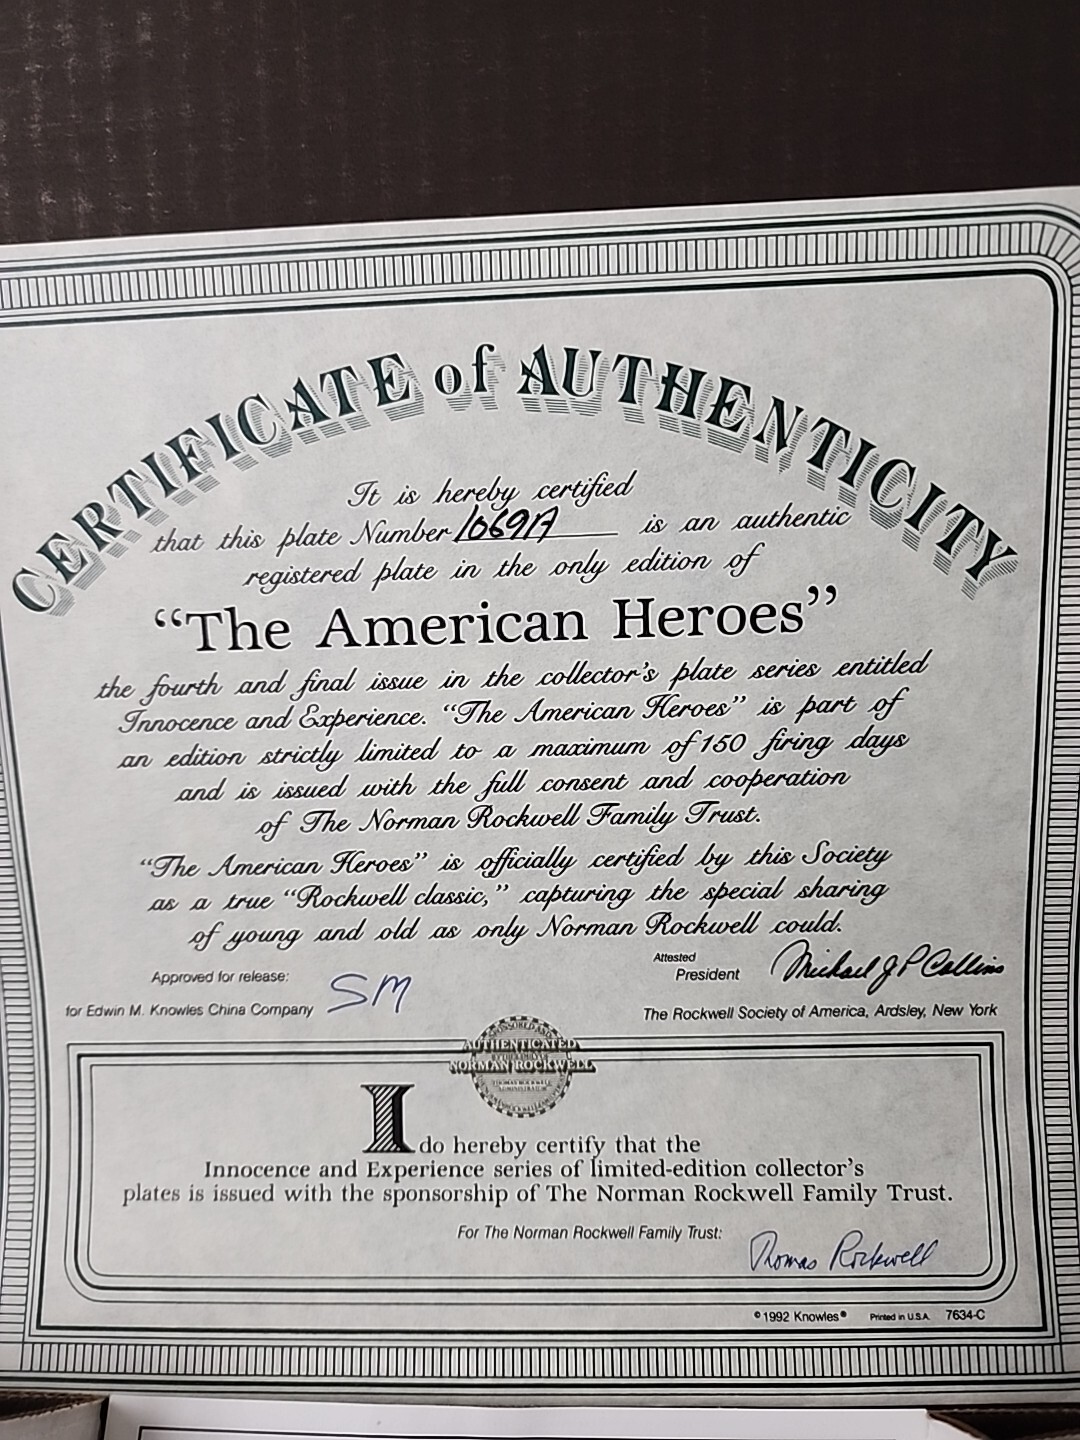 CERTIFICATE of AUTHENTICITY
It is hereby certified
that this plate Number 10691A is an authentic
registered plate in the only edition of
“The American Heroes”
the fourth and final issue in the collector’s plate series entitled
Innocence and Experience. “The American Heroes” is part of
an edition strictly limited to a maximum of 150 firing days
and is issued with the full consent and cooperation
of The Norman Rockwell Family Trust.
“The American Heroes” is officially certified by this Society
as a true “Rockwell classic,” capturing the special sharing
of young and old as only Norman Rockwell could.
Approved for release:
for Edwin M. Knowles China Company
SM
Attested
President
Michael J P Collins
The Rockwell Society of America, Ardsley, New York
SPONSORED AND
AUTHENTICATED
NORMAN ROCKWELL
THOMAS ROCKWELL
ADMINISTRATOR
I do hereby certify that the
Innocence and Experience series of limited-edition collector’s
plates is issued with the sponsorship of The Norman Rockwell Family Trust.
For The Norman Rockwell Family Trust:
Thomas Rockwell
©1992 Knowles® Printed in U.S.A. 7634-C